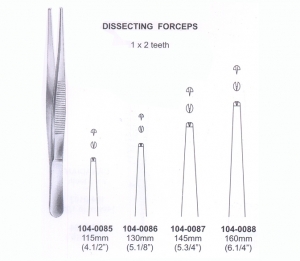 DISSECTING FORCEPS
1 x 2 teeth
104-0085 104-0086 104-0087 104-0088
115mm 130mm 145mm 160mm
(4.1/2") (5.1/8") (5.3/4") (6.1/4")